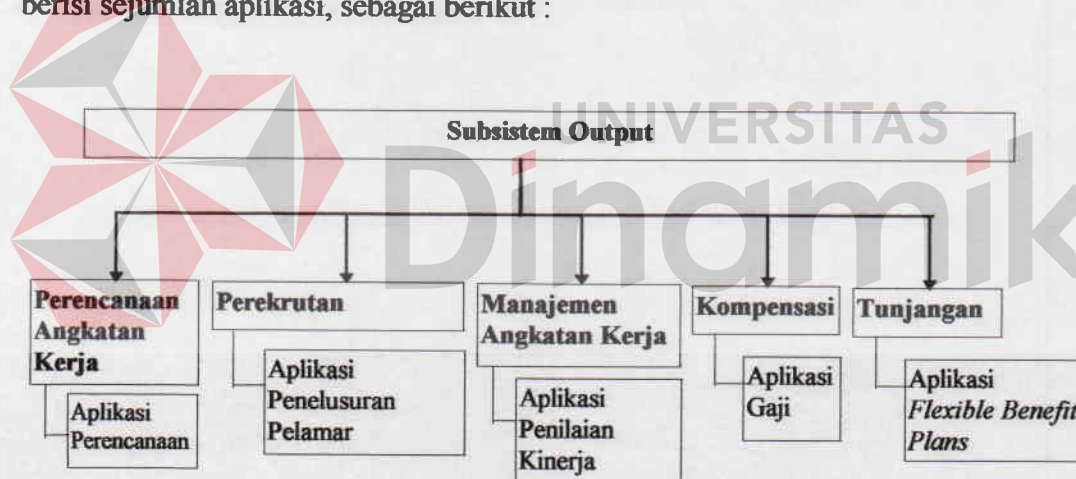 berisi sejumlah aplikasi, sebagai berikut :
UNIVERSITAS
Dinamik
Subsistem Output
Perencanaan
Angkatan
Kerja
Aplikasi
Perencanaan
Perekrutan
Aplikasi
Penelusuran
Pelamar
Manajemen
Angkatan Kerja
Aplikasi
Penilaian
Kinerja
Kompensasi
Aplikasi
Gaji
Tunjangan
Aplikasi
Flexible Benefit
Plans